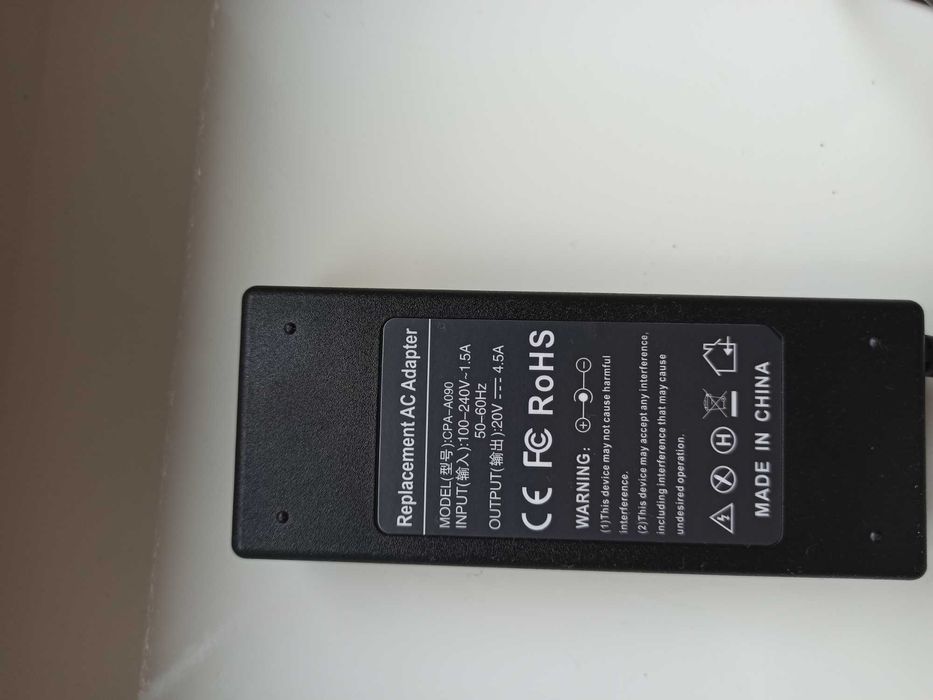 Replacement AC Adapter
MODEL(型号):CPA-A090
INPUT(输入):100-240V~1.5A
50-60Hz
OUTPUT(输出):20V ⎓ 4.5A
CE FC RoHS
WARNING: + -
(1)This device may not cause harmful
interference.
(2)This device may accept any interference,
including interference that may cause
undesired operation.
H
MADE IN CHINA